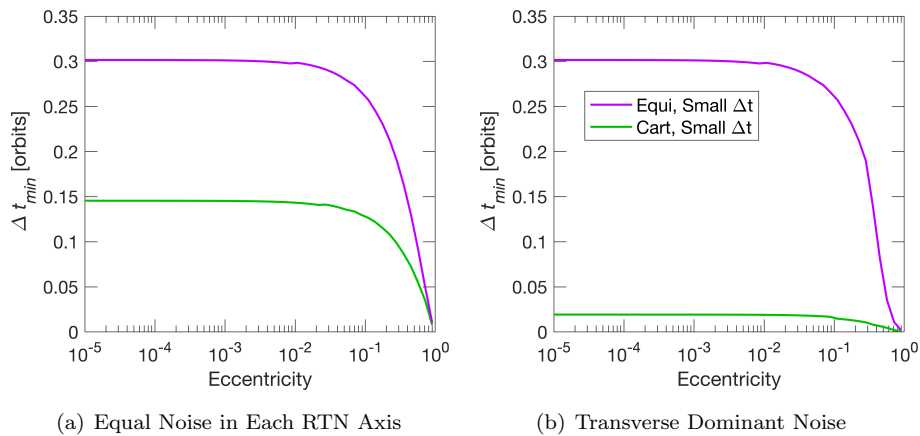 0.35
0.3
0.25
0.2
0.15
0.1
0.05
0
Δ t_min [orbits]
10^-5 10^-4 10^-3 10^-2 10^-1 10^0
Eccentricity
(a) Equal Noise in Each RTN Axis
0.35
0.3
0.25
0.2
0.15
0.1
0.05
0
Δ t_min [orbits]
Equi, Small Δt
Cart, Small Δt
10^-5 10^-4 10^-3 10^-2 10^-1 10^0
Eccentricity
(b) Transverse Dominant Noise